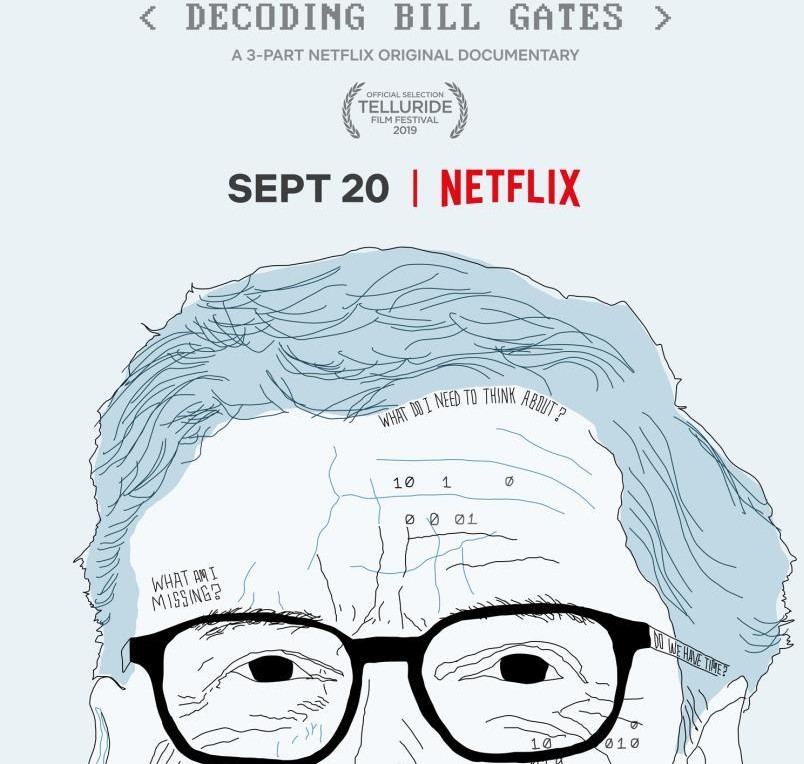 < DECODING BILL GATES >
A 3-PART NETFLIX ORIGINAL DOCUMENTARY
OFFICIAL SELECTION
TELLURIDE
FILM FESTIVAL
2019
SEPT 20 | NETFLIX
WHAT DO I NEED TO THINK ABOUT?
10 1 0
0 0 01
WHAT AM I
MISSING?
DO WE HAVE TIME?
0
10 010